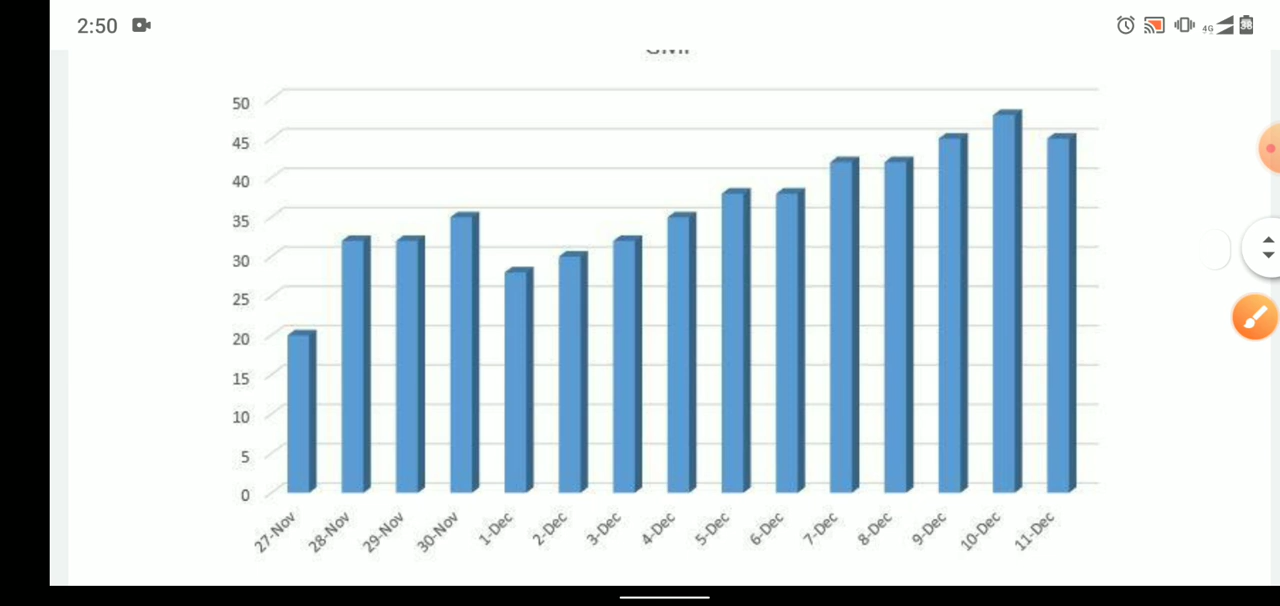 2:50
4G
38
50
45
40
35
30
25
20
15
10
5
0
27-Nov
28-Nov
29-Nov
30-Nov
1-Dec
2-Dec
3-Dec
4-Dec
5-Dec
6-Dec
7-Dec
8-Dec
9-Dec
10-Dec
11-Dec